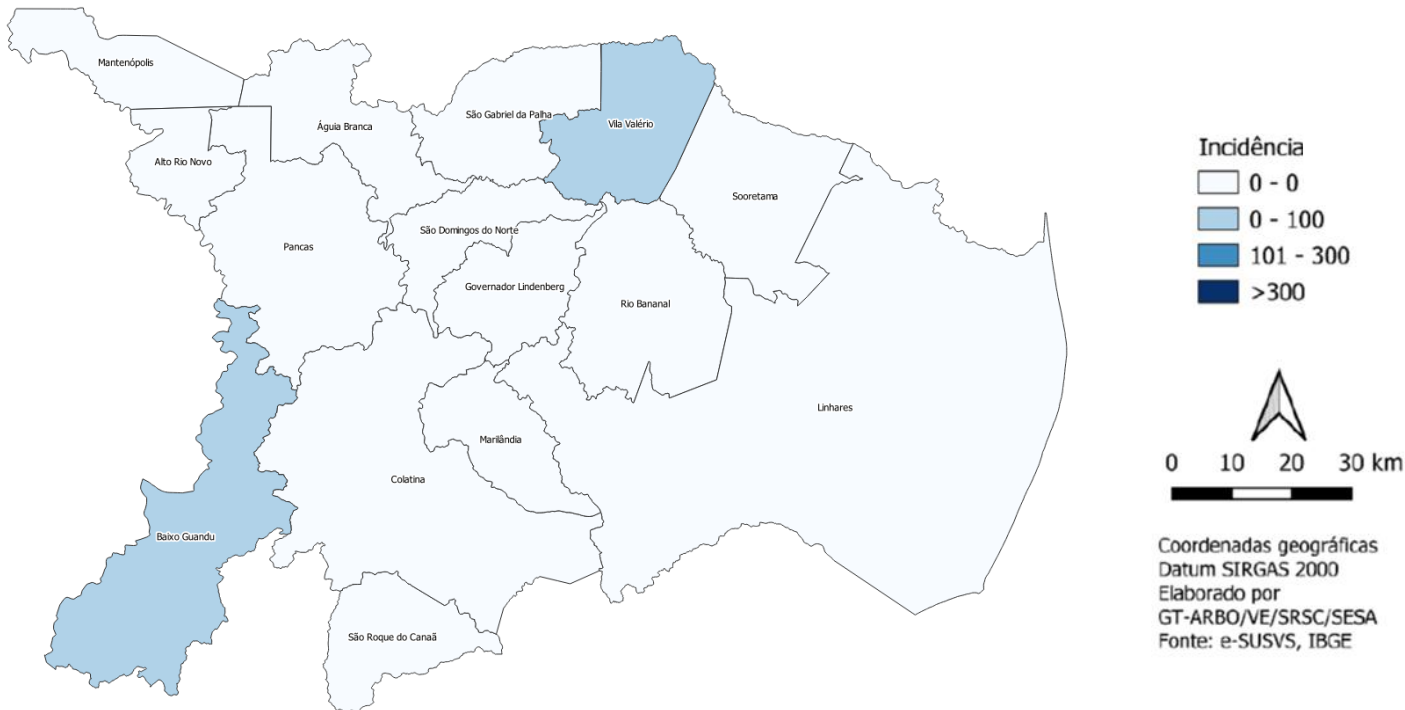 Mantenópolis
Águia Branca
São Gabriel da Palha
Vila Valério
Alto Rio Novo
Sooretama
São Domingos do Norte
Pancas
Governador Lindenberg
Rio Bananal
Linhares
Marilândia
Colatina
Baixo Guandu
São Roque do Canaã
Incidência
0 - 0
0 - 100
101 - 300
>300
0 10 20 30 km
Coordenadas geográficas
Datum SIRGAS 2000
Elaborado por
GT-ARBO/VE/SRSC/SESA
Fonte: e-SUSVS, IBGE